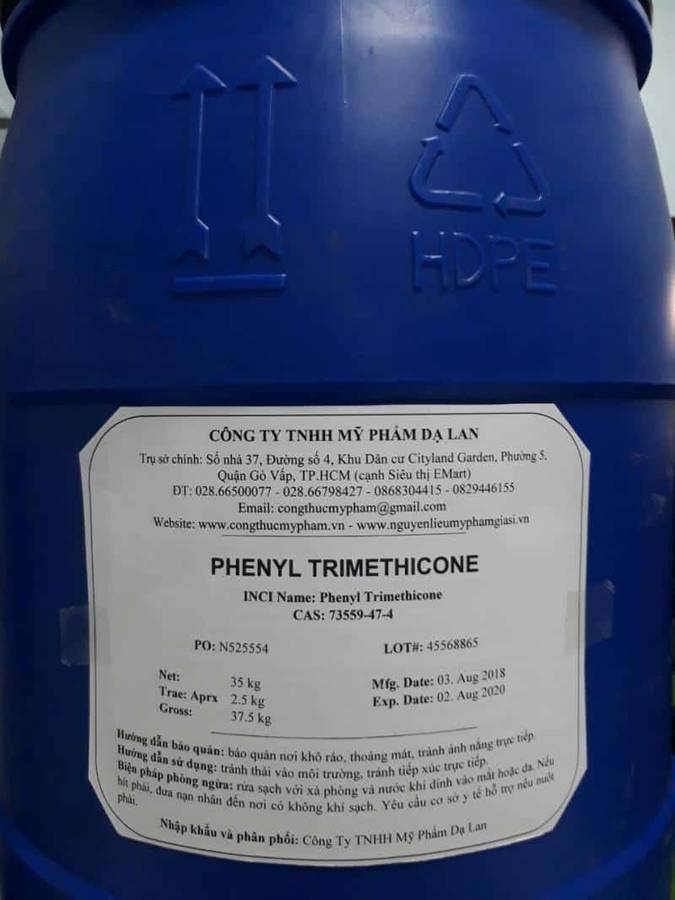 HDPE
CÔNG TY TNHH MỸ PHẨM DẠ LAN
Trụ sở chính: Số nhà 37, Đường số 4, Khu Dân cư Cityland Garden, Phường 5,
Quận Gò Vấp, TP.HCM (cạnh Siêu thị EMart)
ĐT: 028.66500077 - 028.66798427 - 0868304415 - 0829446155
Email: congthucmypham@gmail.com
Website: www.congthucmypham.vn - www.nguyenlieumyphamgiasi.vn
PHENYL TRIMETHICONE
INCI Name: Phenyl Trimethicone
CAS: 73559-47-4
PO: N525554 LOT#: 45568865
Net: 35 kg Mfg. Date: 03. Aug 2018
Trae: Aprx 2.5 kg Exp. Date: 02. Aug 2020
Gross: 37.5 kg
Hướng dẫn bảo quản: bảo quản nơi khô ráo, thoáng mát, tránh ánh nắng trực tiếp.
Hướng dẫn sử dụng: tránh thải vào môi trường, tránh tiếp xúc trực tiếp.
Biện pháp phòng ngừa: rửa sạch với xà phòng và nước khi dính vào mắt hoặc da. Nếu
hít phải, đưa nạn nhân đến nơi có không khí sạch. Yêu cầu cơ sở y tế hỗ trợ nếu nuốt
phải.
Nhập khẩu và phân phối: Công Ty TNHH Mỹ Phẩm Dạ Lan